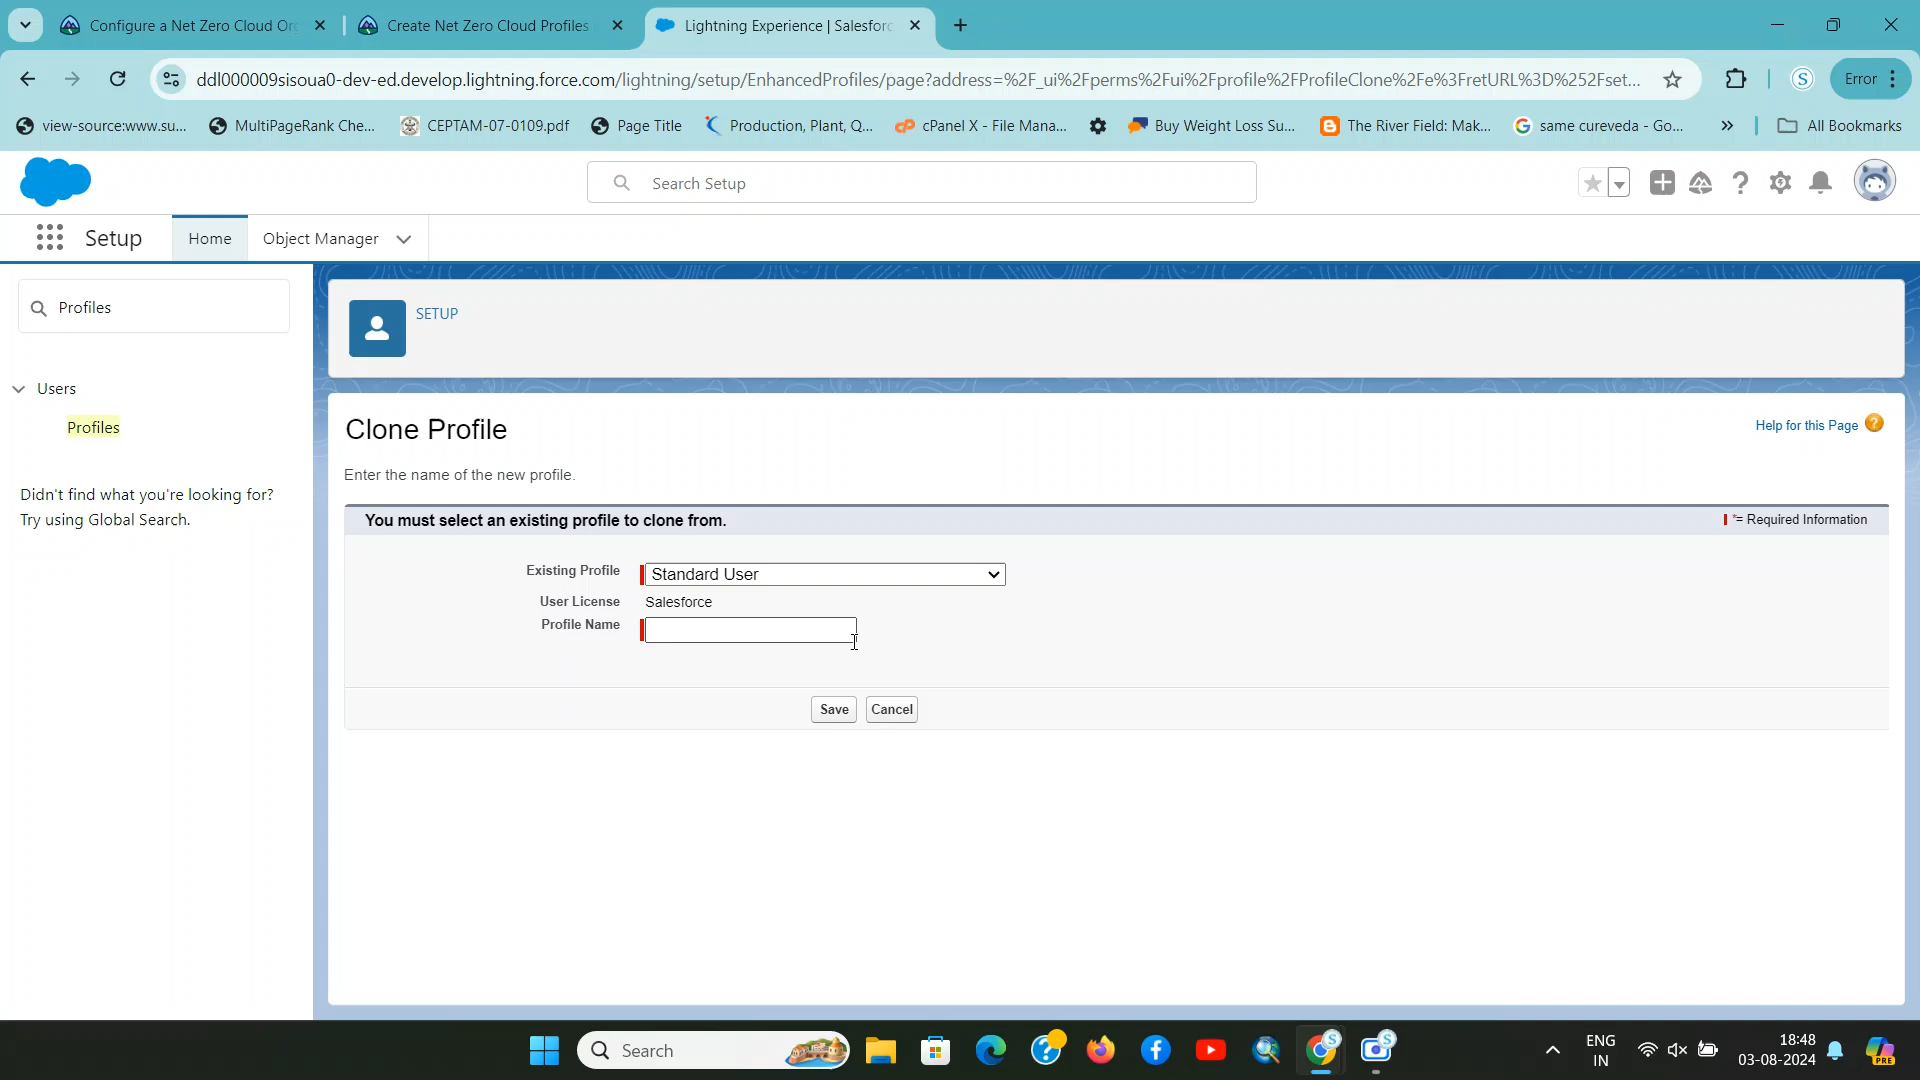 Configure a Net Zero Cloud Or
Create Net Zero Cloud Profiles
Lightning Experience | Salesforc
ddl000009sisoua0-dev-ed.develop.lightning.force.com/lightning/setup/EnhancedProfiles/page?address=%2F_ui%2Fperms%2Fui%2Fprofile%2FProfileClone%2Fe%3FretURL%3D%252Fset...
S
Error
view-source:www.su...
MultiPageRank Che...
CEPTAM-07-0109.pdf
Page Title
Production, Plant, Q...
cPanel X - File Mana...
Buy Weight Loss Su...
The River Field: Mak...
same cureveda - Go...
All Bookmarks
Search Setup
Setup
Home
Object Manager
Profiles
Users
Profiles
Didn't find what you're looking for?
Try using Global Search.
SETUP
Clone Profile
Help for this Page
Enter the name of the new profile.
You must select an existing profile to clone from.
*= Required Information
Existing Profile
Standard User
User License
Salesforce
Profile Name
Save
Cancel
Search
ENG
IN
18:48
03-08-2024
PRE